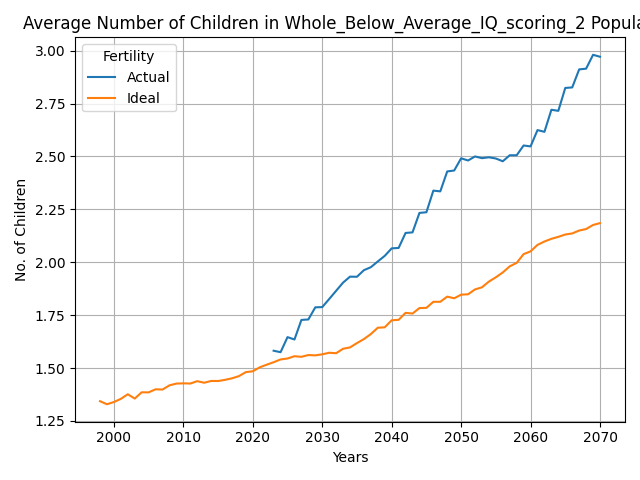 Average Number of Children in Whole_Below_Average_IQ_scoring_2 Popula
3.00
2.75
2.50
2.25
2.00
1.75
1.50
1.25
No. of Children
Fertility
Actual
Ideal
2000 2010 2020 2030 2040 2050 2060 2070
Years